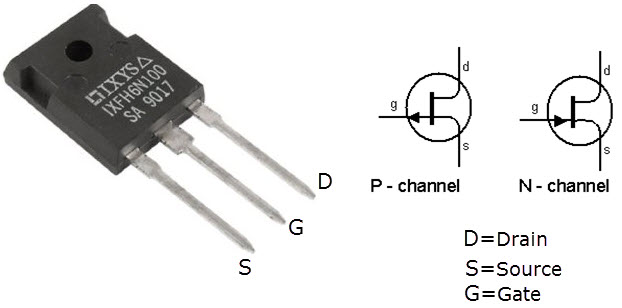 IXYS
IXFH6N100
SA 9017
D
G
S
d
g
s
P - channel
d
g
s
N - channel
D=Drain
S=Source
G=Gate